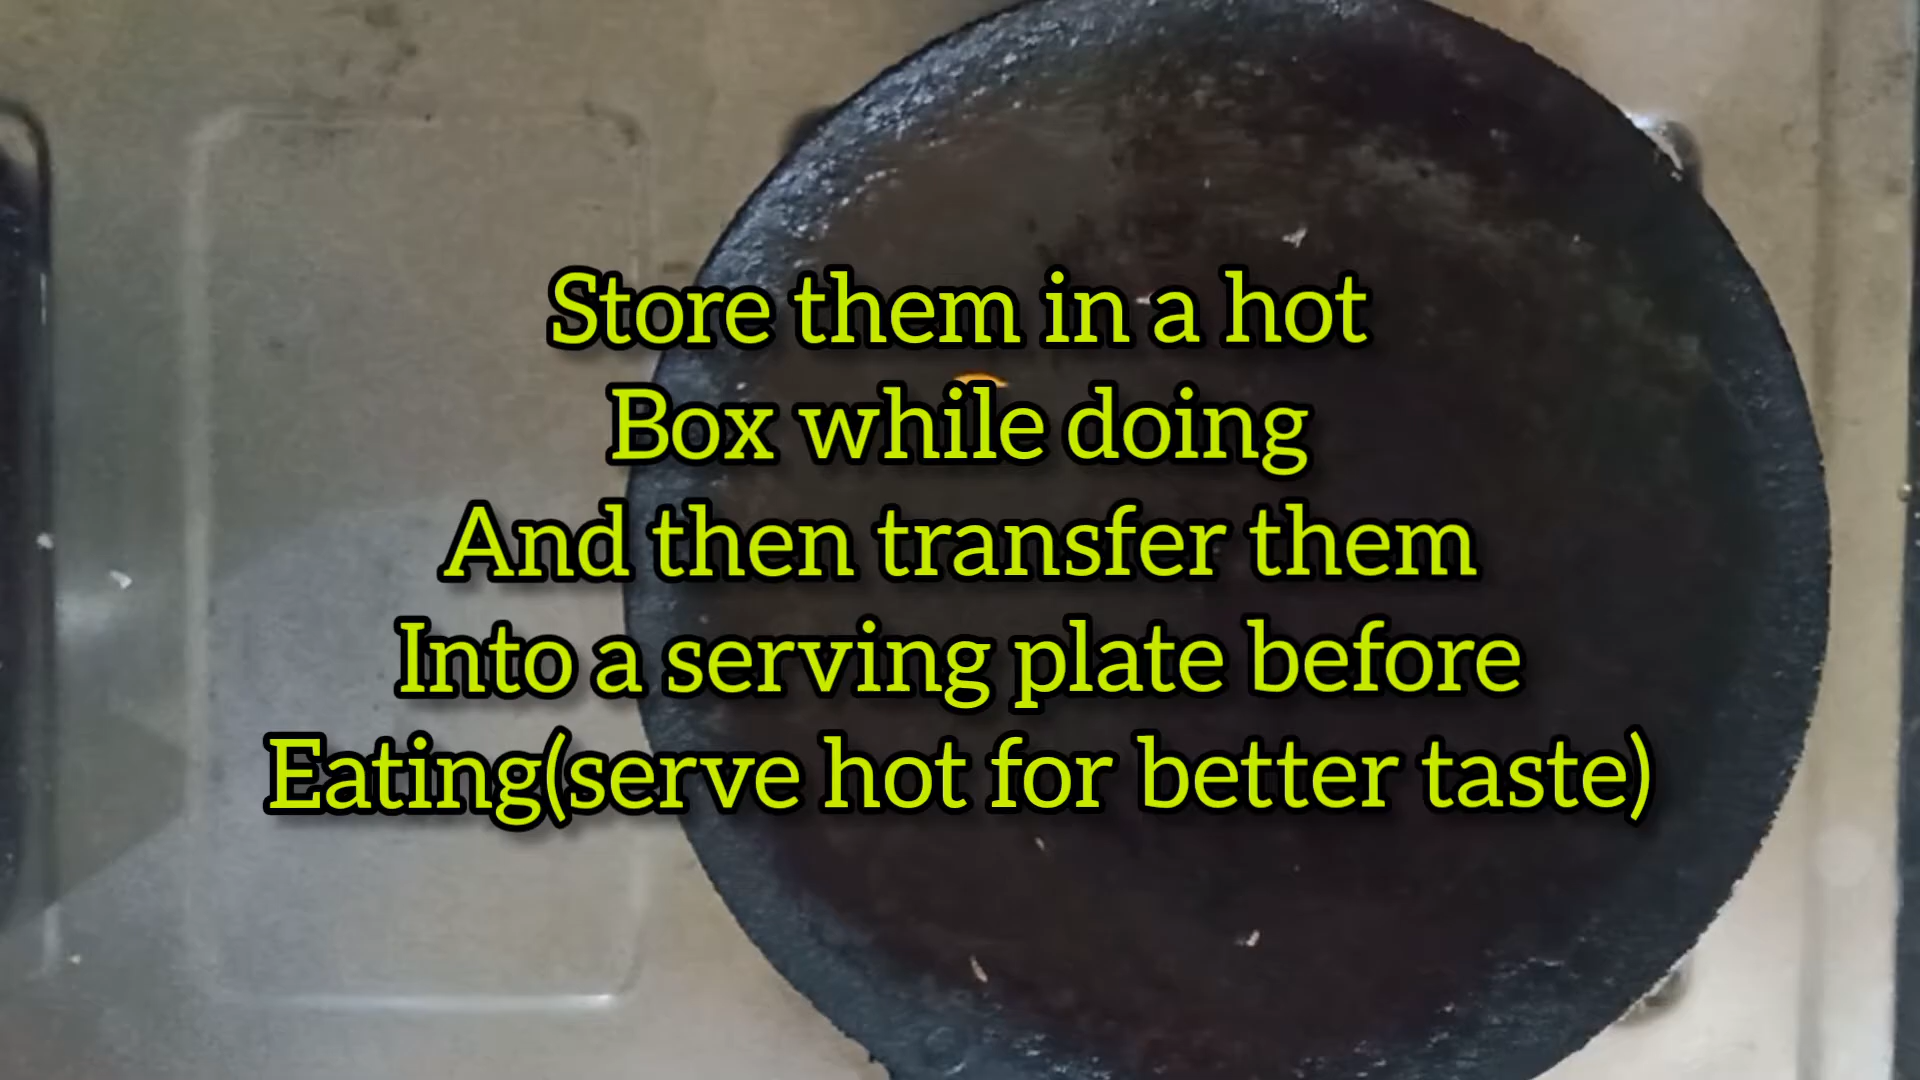 Store them in a hot
Box while doing
And then transfer them
Into a serving plate before
Eating(serve hot for better taste)